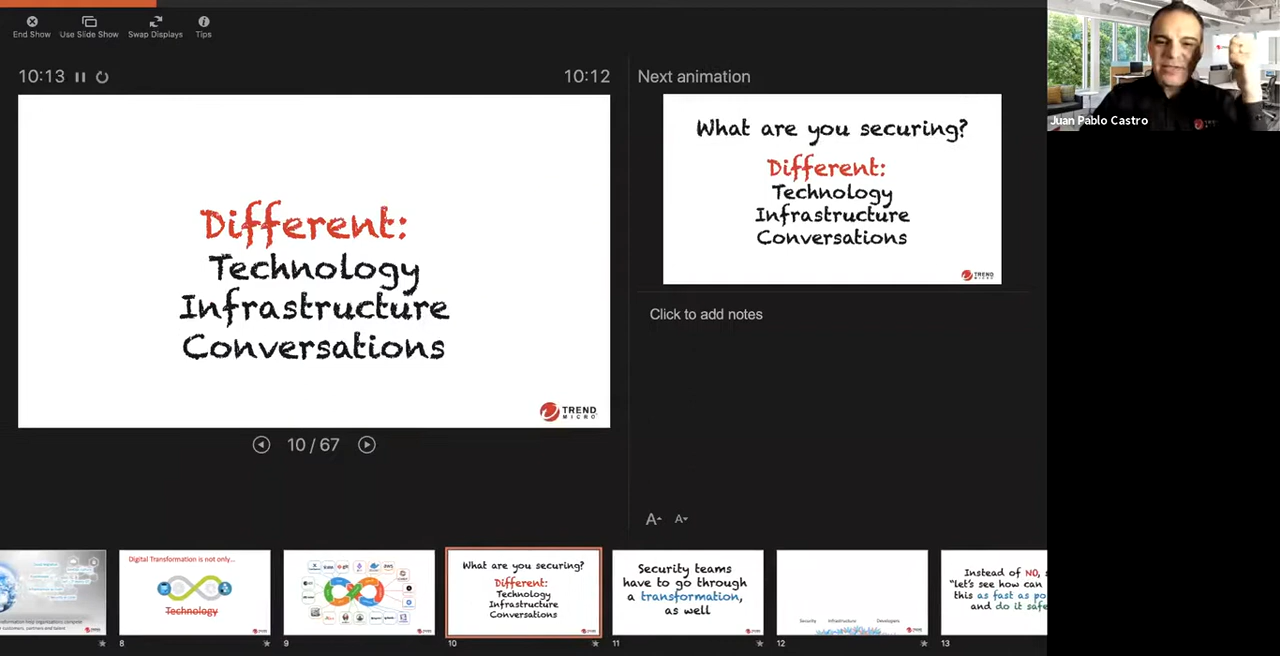 End Show
Use Slide Show
Swap Displays
Tips
10:13
10:12
Different:
Technology
Infrastructure
Conversations
TREND
MICRO
10 / 67
Next animation
What are you securing?
Different:
Technology
Infrastructure
Conversations
TREND
MICRO
Click to add notes
A
A
Juan Pablo Castro
8
Digital Transformation is not only...
Technology
9
10
What are you securing?
Different:
Technology
Infrastructure
Conversations
11
Security teams
have to go through
a transformation,
as well
12
Security
Infrastructure
Developers
13
Instead of NO,
"let's see how can
this as fast as po
and do it safe